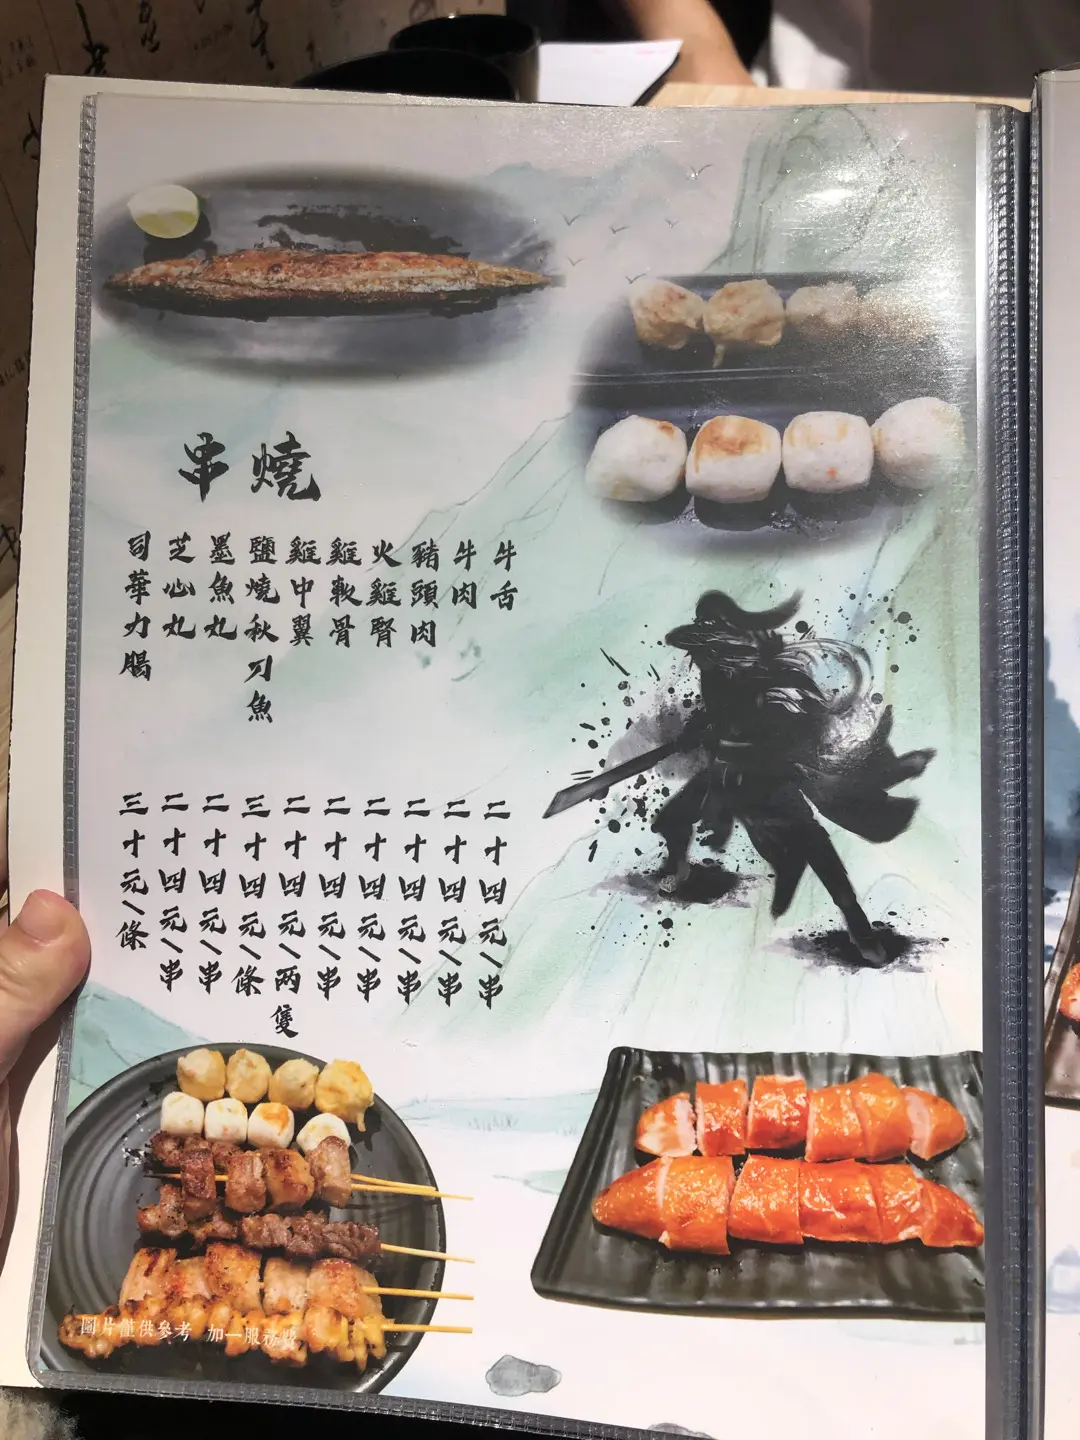 串燒
牛舌
牛肉
豬頭肉
火雞腎
雞軟骨
雞中翼
鹽燒秋刀魚
墨魚丸
芝心丸
司華力腸
二十四元/串
二十四元/串
二十四元/串
二十四元/串
二十四元/串
二十四元/两隻
三十四元/條
二十四元/串
二十四元/串
三十元/條
圖片僅供參考 加一服務費